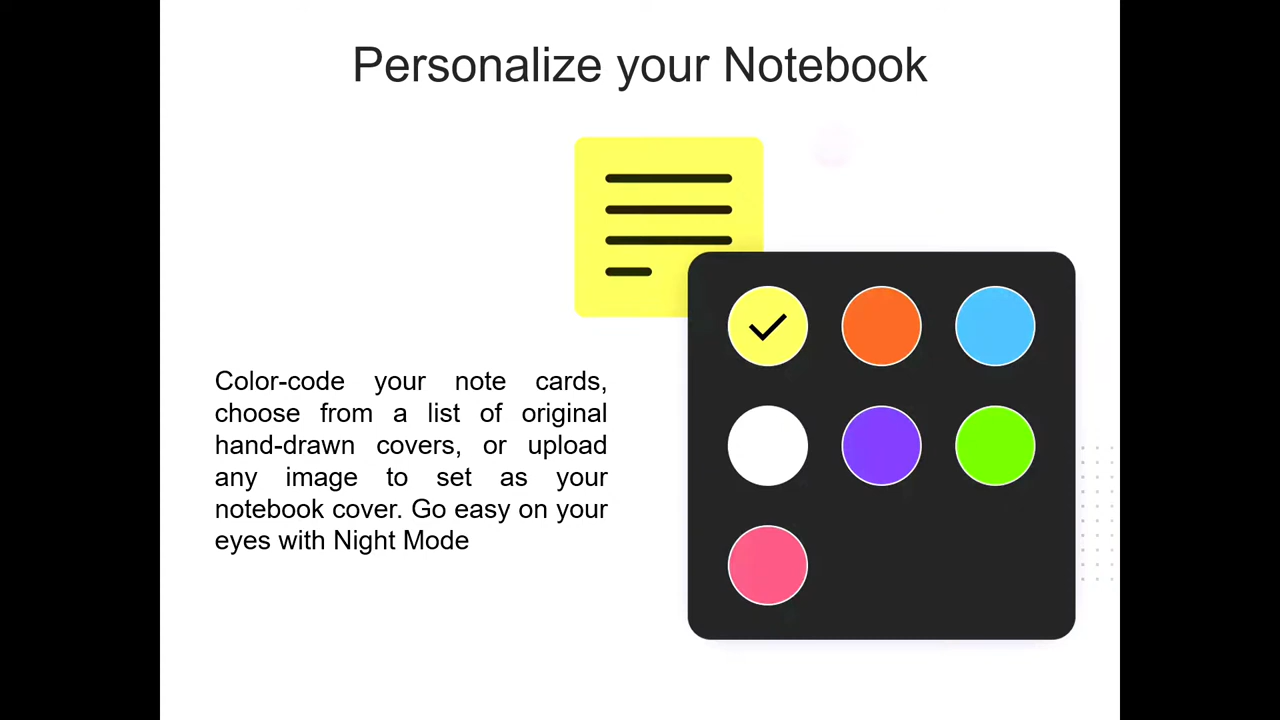 Personalize your Notebook
Color-code your note cards,
choose from a list of original
hand-drawn covers, or upload
any image to set as your
notebook cover. Go easy on your
eyes with Night Mode